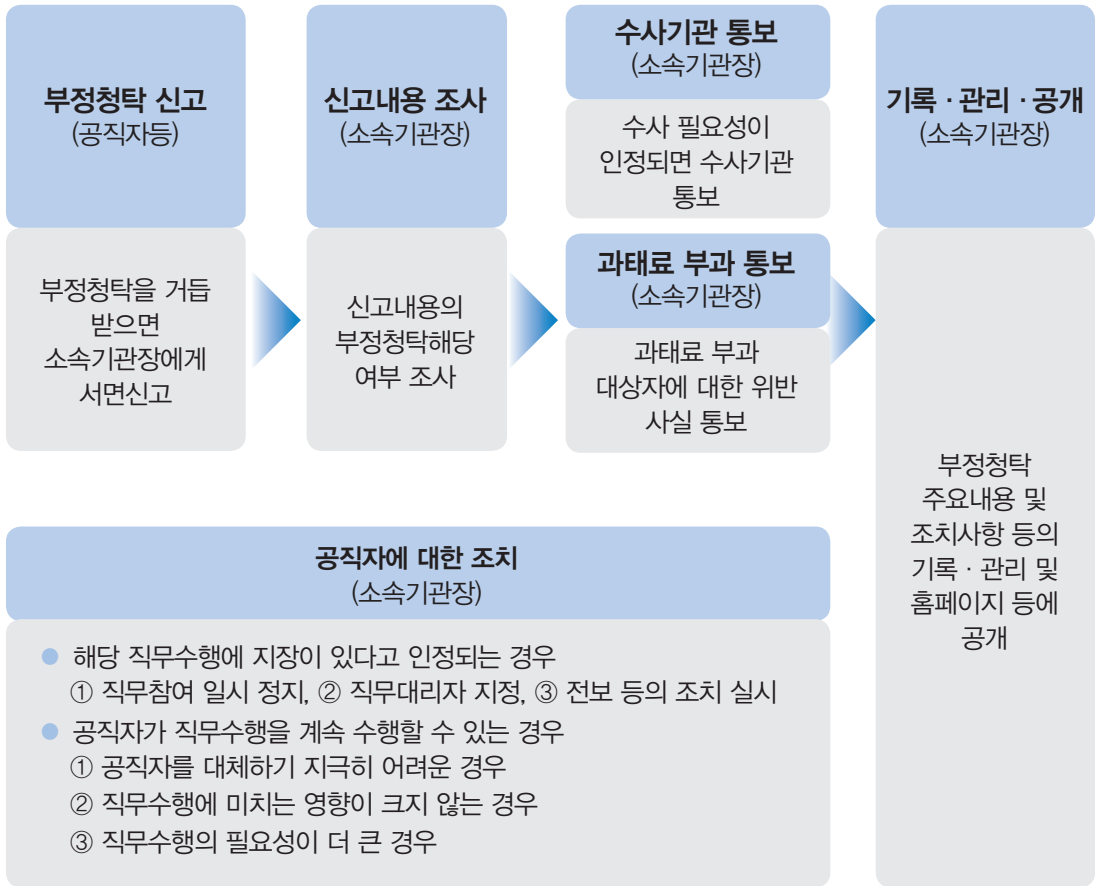 부정청탁 신고
(공직자등)
부정청탁을 거듭
받으면
소속기관장에게
서면신고
신고내용 조사
(소속기관장)
신고내용의
부정청탁해당
여부 조사
수사기관 통보
(소속기관장)
수사 필요성이
인정되면 수사기관
통보
과태료 부과 통보
(소속기관장)
과태료 부과
대상자에 대한 위반
사실 통보
기록 · 관리 · 공개
(소속기관장)
부정청탁
주요내용 및
조치사항 등의
기록 · 관리 및
홈페이지 등에
공개
공직자에 대한 조치
(소속기관장)
● 해당 직무수행에 지장이 있다고 인정되는 경우
① 직무참여 일시 정지, ② 직무대리자 지정, ③ 전보 등의 조치 실시
● 공직자가 직무수행을 계속 수행할 수 있는 경우
① 공직자를 대체하기 지극히 어려운 경우
② 직무수행에 미치는 영향이 크지 않는 경우
③ 직무수행의 필요성이 더 큰 경우